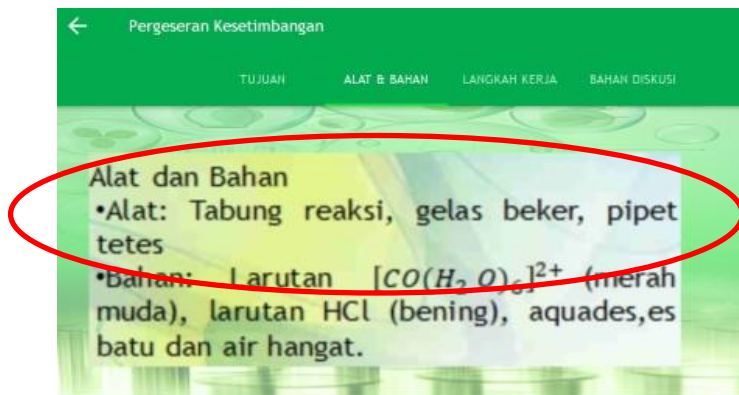 Pergeseran Kesetimbangan
TUJUAN ALAT & BAHAN LANGKAH KERJA BAHAN DISKUSI
Alat dan Bahan
•Alat: Tabung reaksi, gelas beker, pipet
tetes
•Bahan: Larutan [CO(H₂O)₆]²⁺ (merah
muda), larutan HCl (bening), aquades,es
batu dan air hangat.